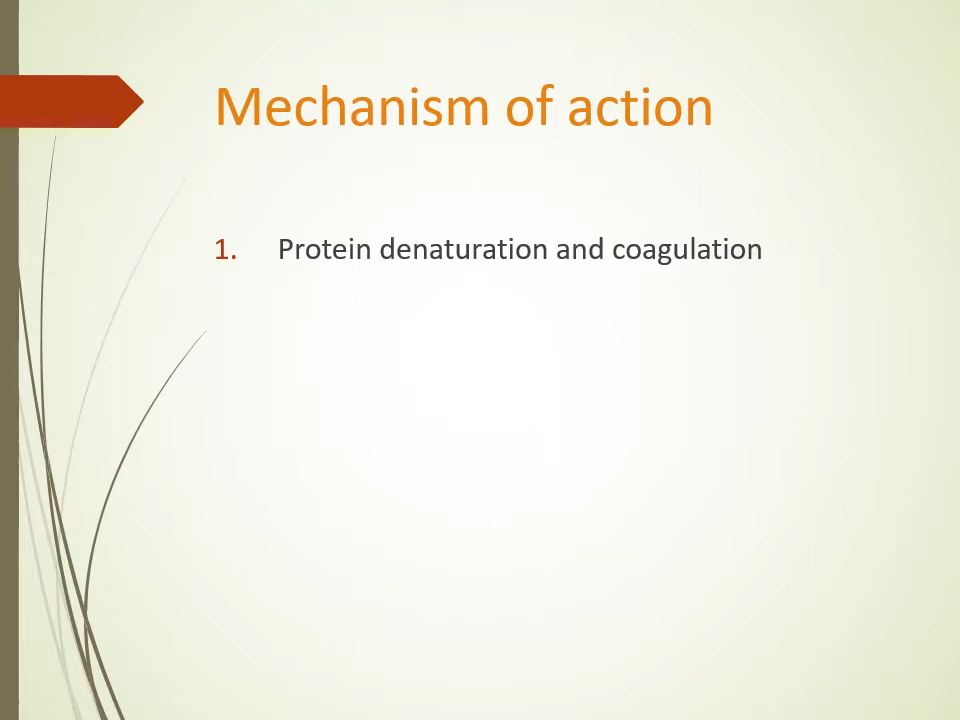 Mechanism of action
1. Protein denaturation and coagulation